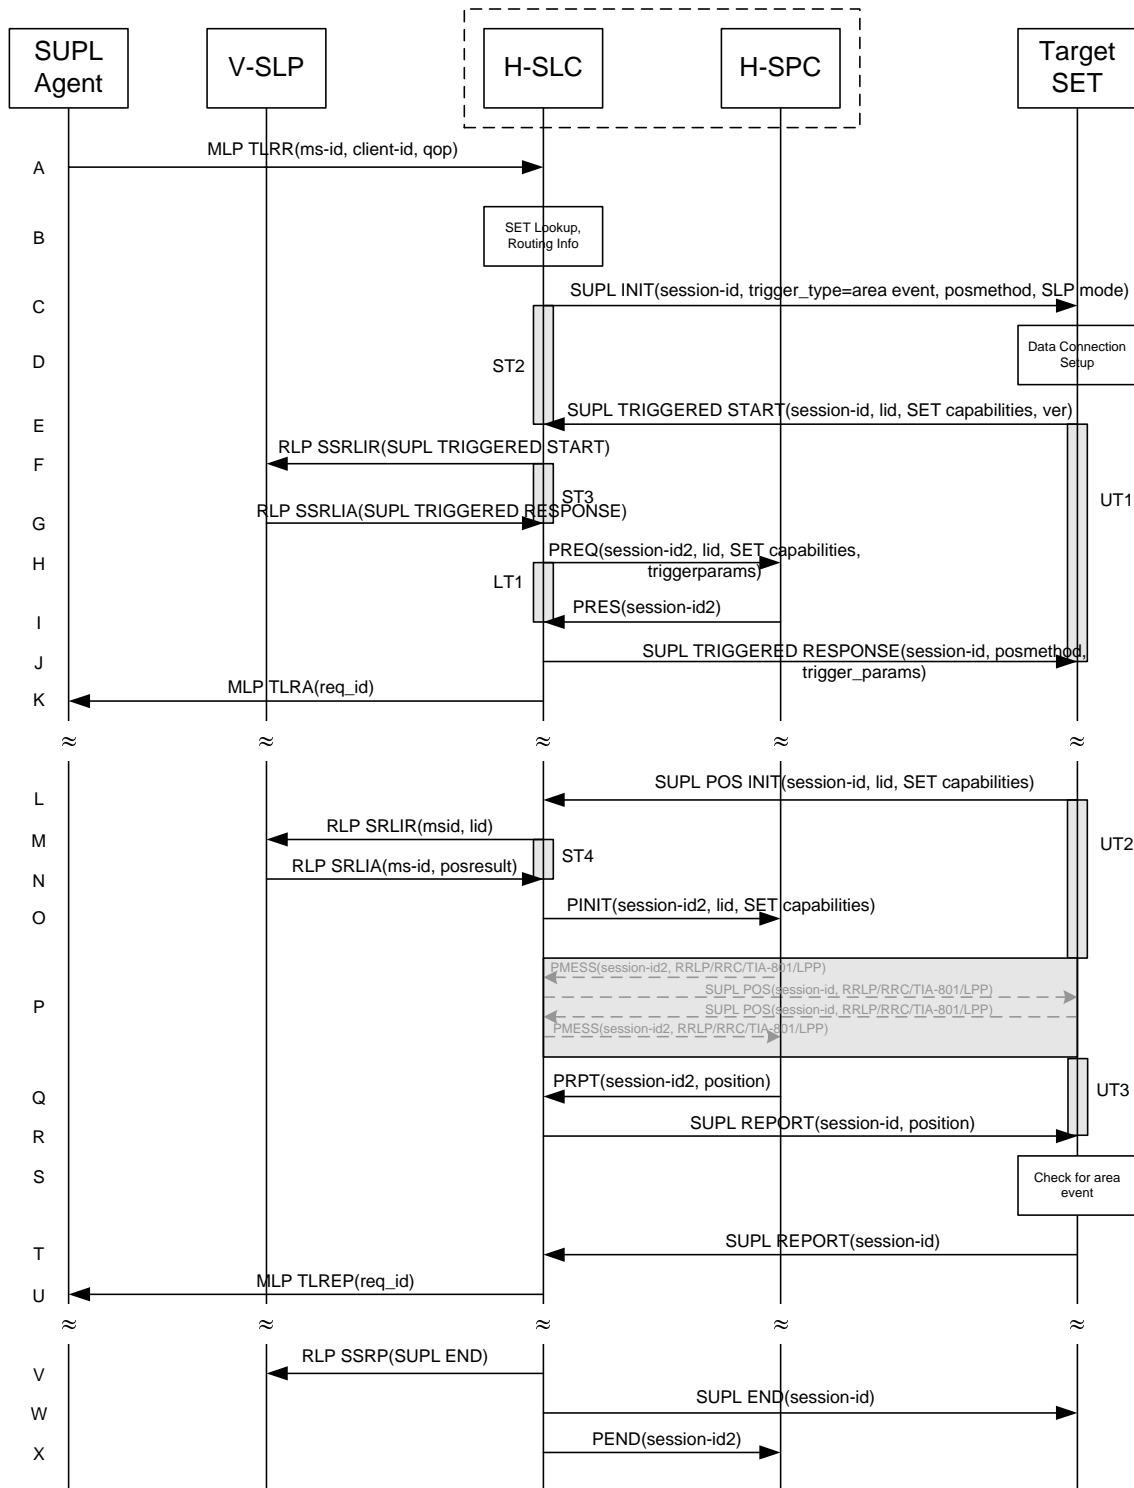 SUPL
Agent
V-SLP
H-SLC
H-SPC
Target
SET
A
MLP TLRR(ms-id, client-id, qop)
B
SET Lookup,
Routing Info
C
SUPL INIT(session-id, trigger_type=area event, posmethod, SLP mode)
D
ST2
Data Connection
Setup
E
SUPL TRIGGERED START(session-id, lid, SET capabilities, ver)
F
RLP SSRLIR(SUPL TRIGGERED START)
ST3
UT1
G
RLP SSRLIA(SUPL TRIGGERED RESPONSE)
H
PREQ(session-id2, lid, SET capabilities,
triggerparams)
LT1
I
PRES(session-id2)
J
SUPL TRIGGERED RESPONSE(session-id, posmethod,
trigger_params)
K
MLP TLRA(req_id)
≈ ≈ ≈ ≈ ≈
L
SUPL POS INIT(session-id, lid, SET capabilities)
M
RLP SRLIR(msid, lid)
ST4
UT2
N
RLP SRLIA(ms-id, posresult)
O
PINIT(session-id2, lid, SET capabilities)
P
PMESS(session-id2, RRLP/RRC/TIA-801/LPP)
SUPL POS(session-id, RRLP/RRC/TIA-801/LPP)
SUPL POS(session-id, RRLP/RRC/TIA-801/LPP)
PMESS(session-id2, RRLP/RRC/TIA-801/LPP)
Q
PRPT(session-id2, position)
UT3
R
SUPL REPORT(session-id, position)
S
Check for area
event
T
SUPL REPORT(session-id)
U
MLP TLREP(req_id)
≈ ≈ ≈ ≈ ≈
V
RLP SSRP(SUPL END)
W
SUPL END(session-id)
X
PEND(session-id2)